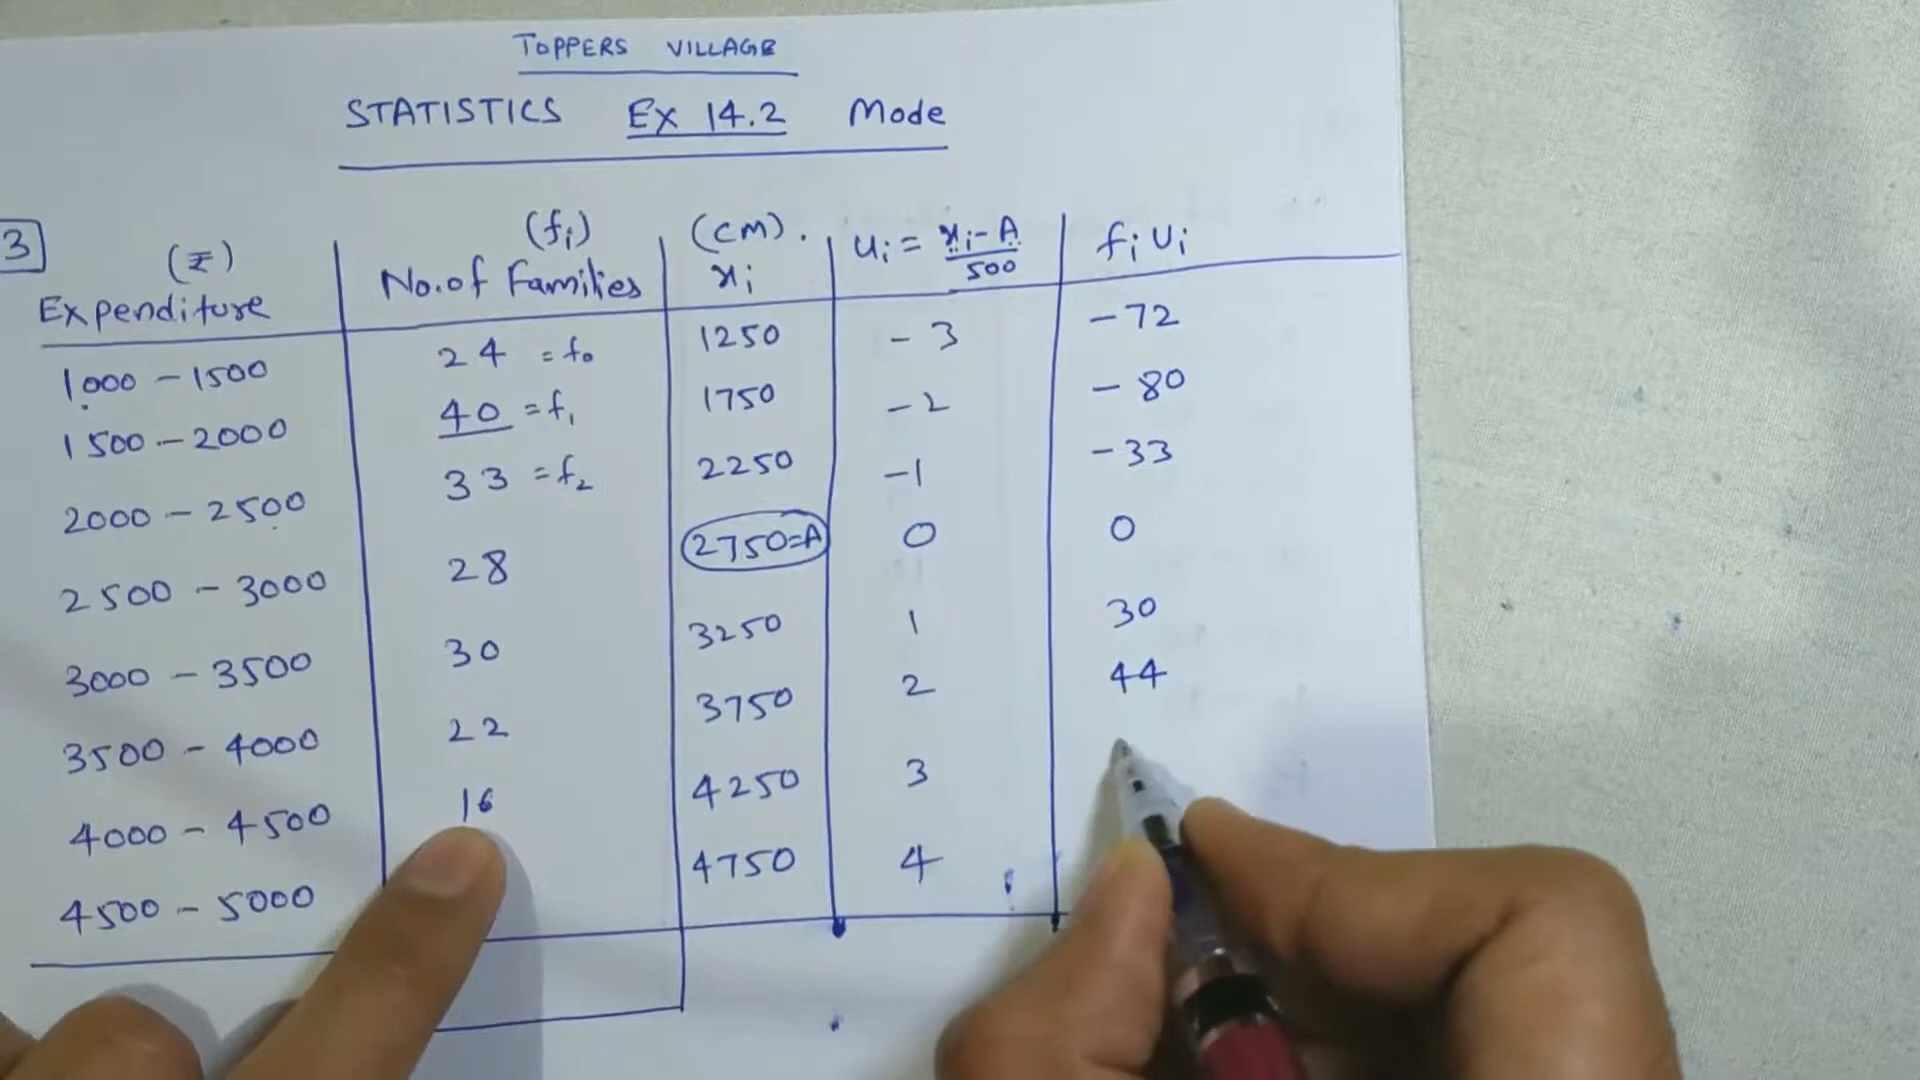 TOPPERS VILLAGE
STATISTICS Ex 14.2 Mode
3
(₹) Expenditure | (fi) No. of Families | (cm). xi | ui = xi - A / 500 | fi ui
1000 - 1500 | 24 = f₀ | 1250 | - 3 | - 72
1500 - 2000 | 40 = f₁ | 1750 | - 2 | - 80
2000 - 2500 | 33 = f₂ | 2250 | -1 | - 33
2500 - 3000 | 28 | 2750=A | 0 | 0
3000 - 3500 | 30 | 3250 | 1 | 30
3500 - 4000 | 22 | 3750 | 2 | 44
4000 - 4500 | 16 | 4250 | 3
4500 - 5000 | 4750 | 4